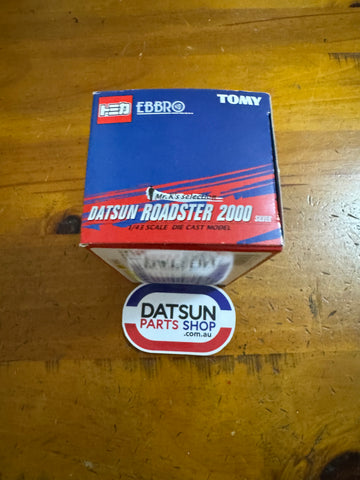 トミカ EBBRO TOMY
Mr. K's selection
DATSUN ROADSTER 2000 SILVER
1/43 SCALE DIE CAST MODEL
DATSUN
PARTS SHOP
.com.au